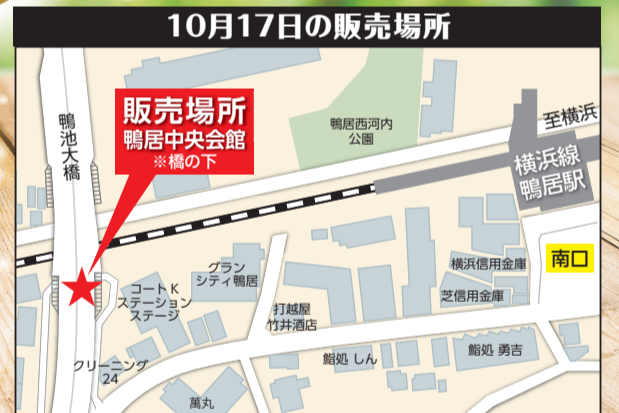 10月17日の販売場所
販売場所
鴨居中央会館
※橋の下
鴨池大橋
鴨居西河内
公園
至横浜
横浜線
鴨居駅
南口
グラン
シティ鴨居
コートK
ステーション
ステージ
横浜信用金庫
芝信用金庫
打越屋
竹井酒店
鮨処 しん
鮨処 勇吉
クリーニング
24
萬丸